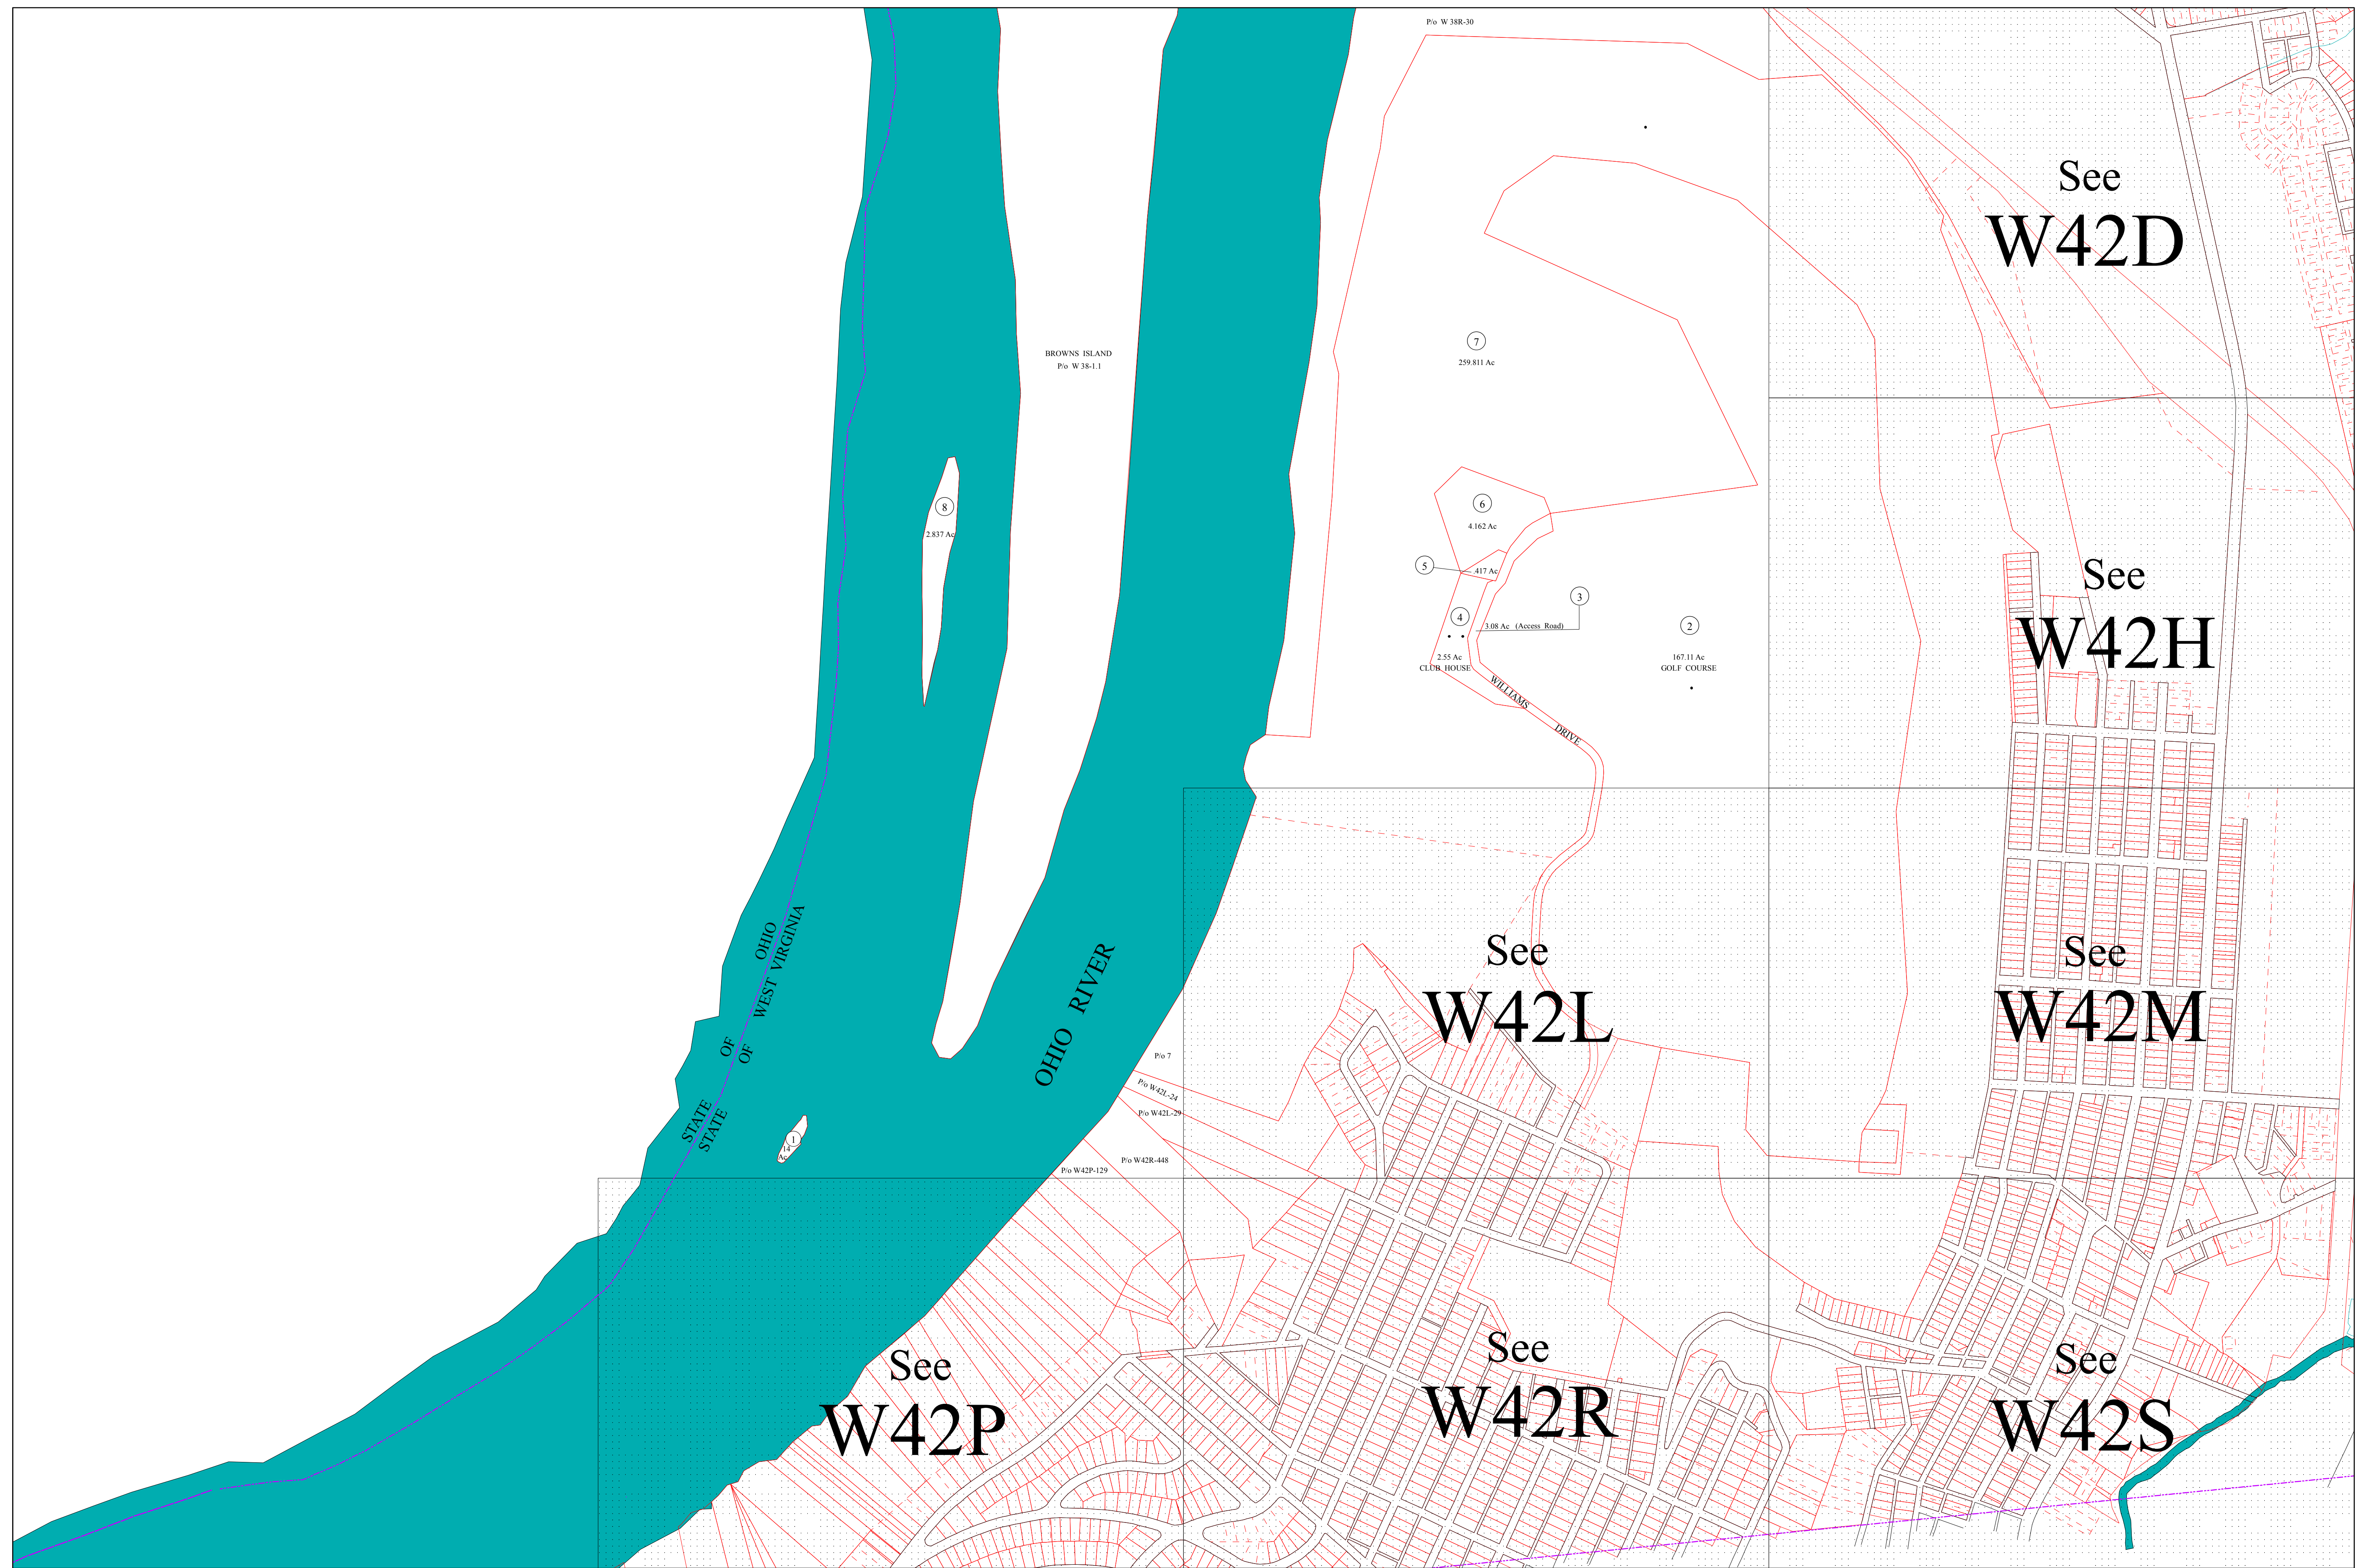 P/o W 38R-30
See
W42D
BROWNS ISLAND
P/o W 38-1.1
7
259.811 Ac
8
2.837 Ac
6
4.162 Ac
5
.417 Ac
3
3.08 Ac (Access Road)
4
2.55 Ac
CLUB HOUSE
2
167.11 Ac
GOLF COURSE
WILLIAMS DRIVE
See
W42H
STATE OF OHIO
STATE OF WEST VIRGINIA
OHIO RIVER
See
W42L
See
W42M
P/o 7
P/o W42L-24
P/o W42L-29
P/o W42R-448
P/o W42P-129
1
14
Ac
See
W42P
See
W42R
See
W42S